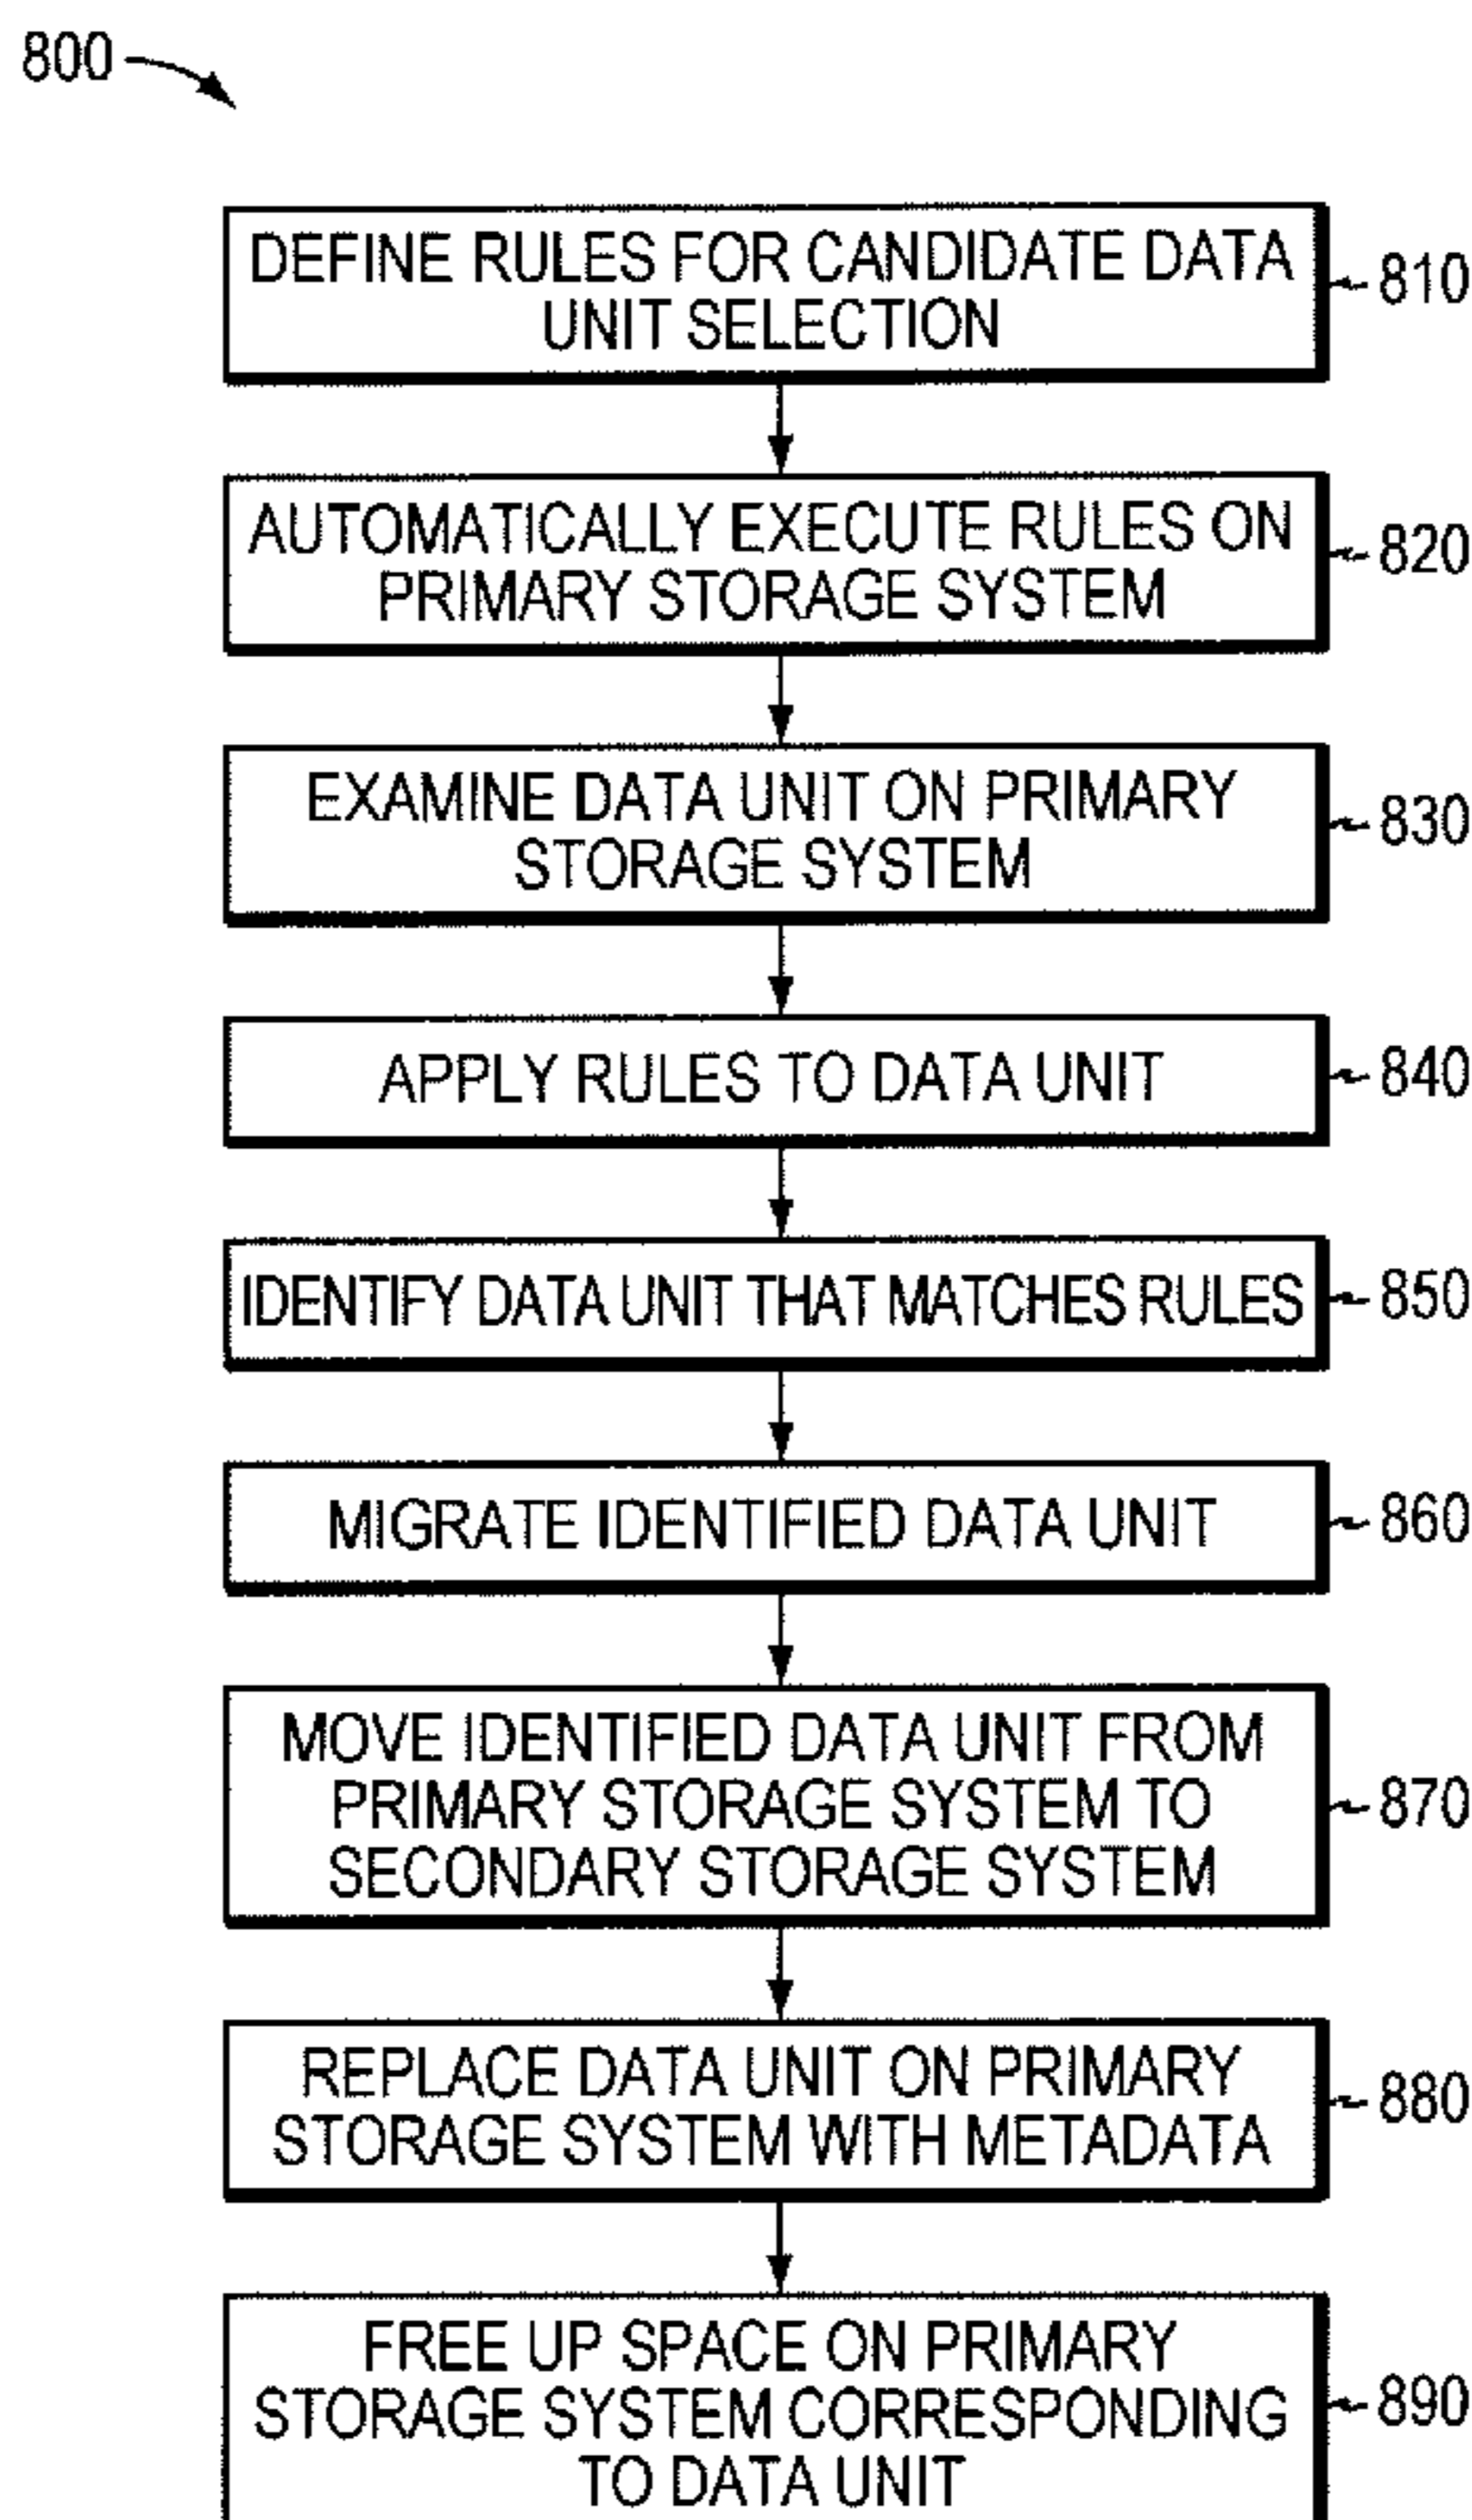 800
DEFINE RULES FOR CANDIDATE DATA
UNIT SELECTION
810
AUTOMATICALLY EXECUTE RULES ON
PRIMARY STORAGE SYSTEM
820
EXAMINE DATA UNIT ON PRIMARY
STORAGE SYSTEM
830
APPLY RULES TO DATA UNIT
840
IDENTIFY DATA UNIT THAT MATCHES RULES
850
MIGRATE IDENTIFIED DATA UNIT
860
MOVE IDENTIFIED DATA UNIT FROM
PRIMARY STORAGE SYSTEM TO
SECONDARY STORAGE SYSTEM
870
REPLACE DATA UNIT ON PRIMARY
STORAGE SYSTEM WITH METADATA
880
FREE UP SPACE ON PRIMARY
STORAGE SYSTEM CORRESPONDING
TO DATA UNIT
890